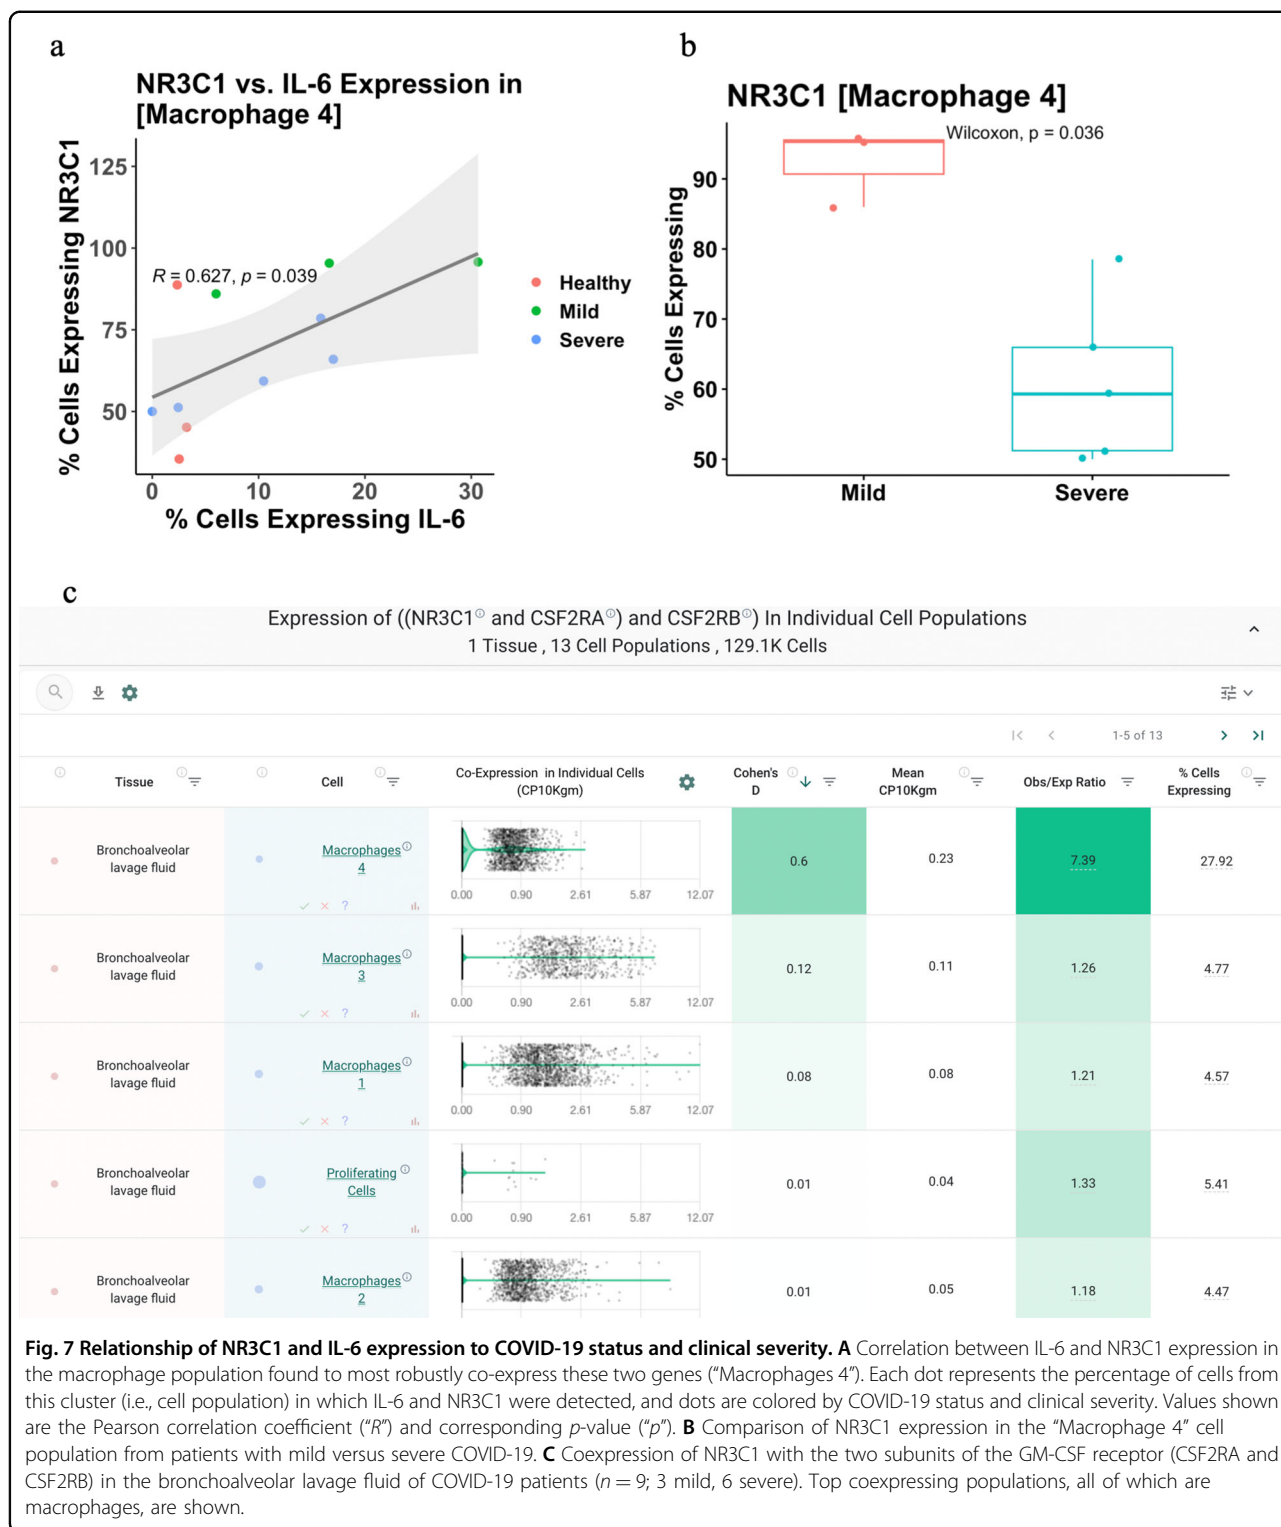 a
NR3C1 vs. IL-6 Expression in
[Macrophage 4]
% Cells Expressing NR3C1
125
100
75
50
R = 0.627, p = 0.039
0 10 20 30
% Cells Expressing IL-6
Healthy
Mild
Severe
b
NR3C1 [Macrophage 4]
Wilcoxon, p = 0.036
% Cells Expressing
90
80
70
60
50
Mild Severe
c
Expression of ((NR3C1ⓘ and CSF2RAⓘ) and CSF2RBⓘ) In Individual Cell Populations
1 Tissue , 13 Cell Populations , 129.1K Cells
1-5 of 13
Tissue
Cell
Co-Expression in Individual Cells
(CP10Kgm)
Cohen's
D
Mean
CP10Kgm
Obs/Exp Ratio
% Cells
Expressing
Bronchoalveolar
lavage fluid
Macrophages
4
0.00 0.90 2.61 5.87 12.07
0.6
0.23
7.39
27.92
Bronchoalveolar
lavage fluid
Macrophages
3
0.00 0.90 2.61 5.87 12.07
0.12
0.11
1.26
4.77
Bronchoalveolar
lavage fluid
Macrophages
1
0.00 0.90 2.61 5.87 12.07
0.08
0.08
1.21
4.57
Bronchoalveolar
lavage fluid
Proliferating
Cells
0.00 0.90 2.61 5.87 12.07
0.01
0.04
1.33
5.41
Bronchoalveolar
lavage fluid
Macrophages
2
0.01
0.05
1.18
4.47
Fig. 7 Relationship of NR3C1 and IL-6 expression to COVID-19 status and clinical severity. A Correlation between IL-6 and NR3C1 expression in
the macrophage population found to most robustly co-express these two genes (“Macrophages 4”). Each dot represents the percentage of cells from
this cluster (i.e., cell population) in which IL-6 and NR3C1 were detected, and dots are colored by COVID-19 status and clinical severity. Values shown
are the Pearson correlation coefficient (“R”) and corresponding p-value (“p”). B Comparison of NR3C1 expression in the “Macrophage 4” cell
population from patients with mild versus severe COVID-19. C Coexpression of NR3C1 with the two subunits of the GM-CSF receptor (CSF2RA and
CSF2RB) in the bronchoalveolar lavage fluid of COVID-19 patients (n = 9; 3 mild, 6 severe). Top coexpressing populations, all of which are
macrophages, are shown.